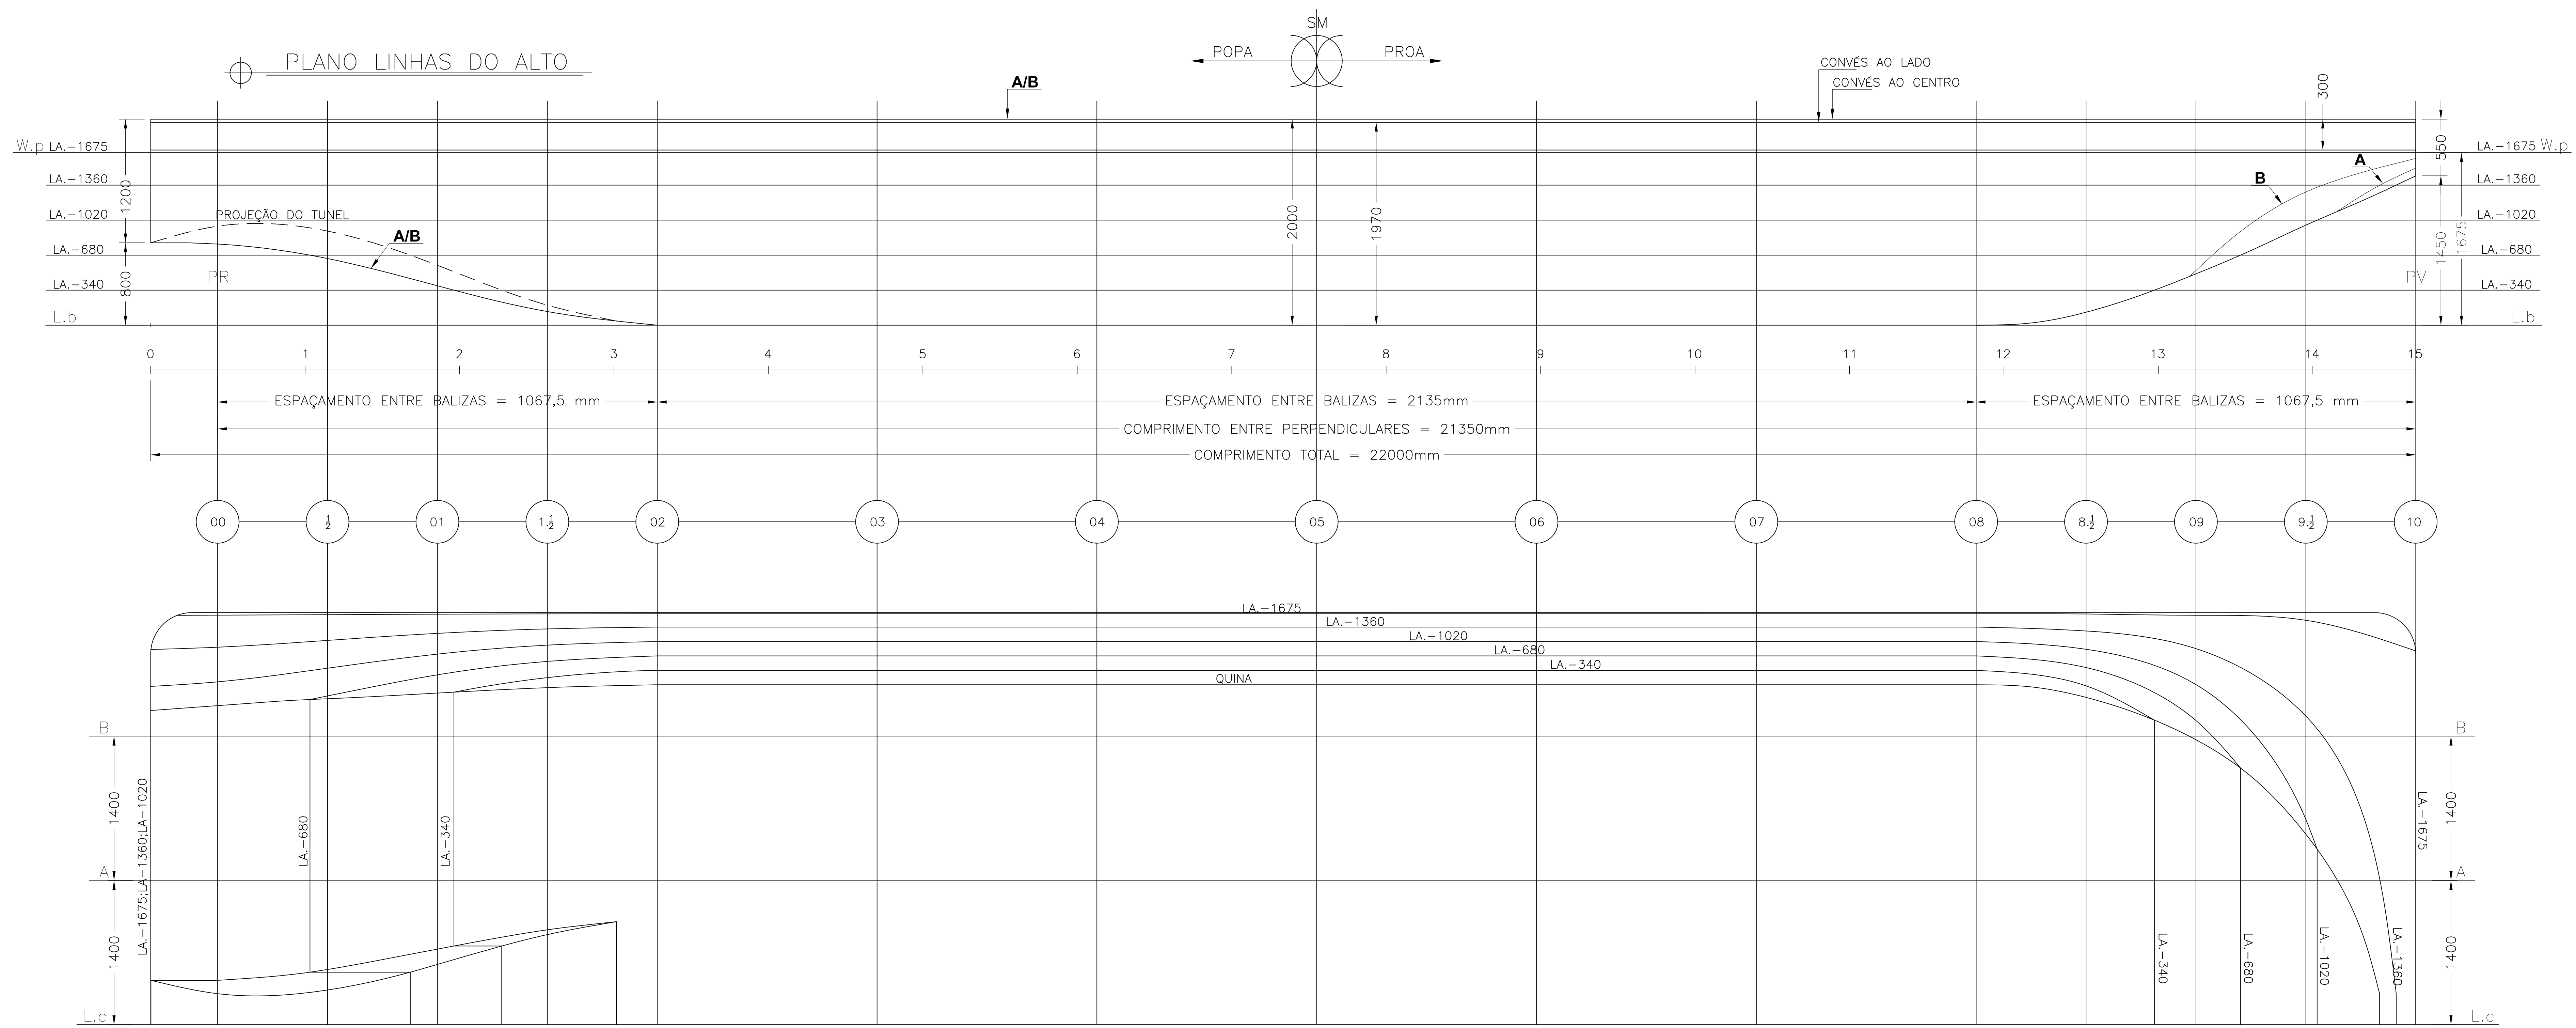 SM
PLANO LINHAS DO ALTO
POPA
PROA
A/B
CONVÉS AO LADO
CONVÉS AO CENTRO
300
550
W.p LA.-1675
LA.-1360
LA.-1020
LA.-680
LA.-340
L.b
1200
800
PROJEÇÃO DO TUNEL
A/B
PR
2000
1970
A
B
PV
1450
1675
LA.-1675 W.p
LA.-1360
LA.-1020
LA.-680
LA.-340
L.b
0 1 2 3 4 5 6 7 8 9 10 11 12 13 14 15
ESPAÇAMENTO ENTRE BALIZAS = 1067,5 mm
ESPAÇAMENTO ENTRE BALIZAS = 2135mm
ESPAÇAMENTO ENTRE BALIZAS = 1067,5 mm
COMPRIMENTO ENTRE PERPENDICULARES = 21350mm
COMPRIMENTO TOTAL = 22000mm
00 1/2 01 1.1/2 02 03 04 05 06 07 08 8.1/2 09 9.1/2 10
LA.-1675
LA.-1360
LA.-1020
LA.-680
LA.-340
QUINA
B
A
L.c
1400
1400
LA.-1675;LA-1360;LA-1020
LA.-680
LA.-340
LA.-340
LA.-680
LA.-1020
LA.-1360
LA.-1675
B
A
L.c
1400
1400